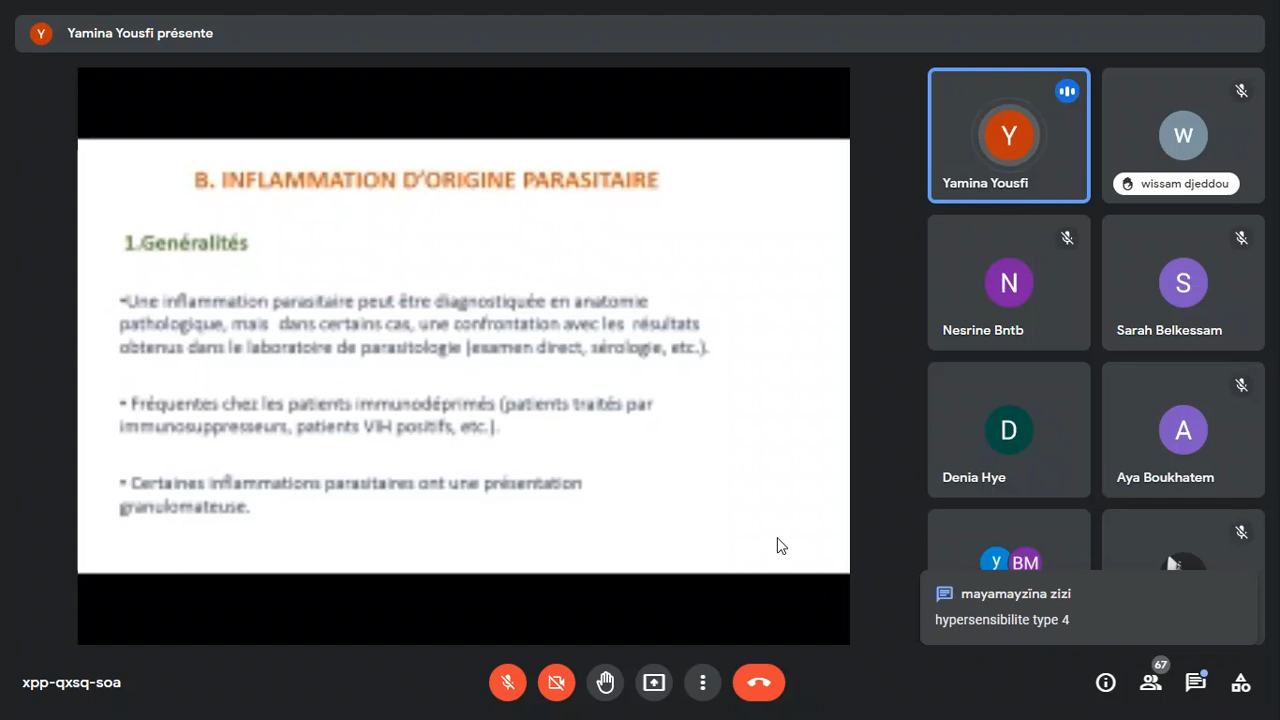 Y Yamina Yousfi présente
B. INFLAMMATION D'ORIGINE PARASITAIRE
1.Genéralités
•Une inflammation parasitaire peut être diagnostiquée en anatomie
pathologique, mais dans certains cas, une confrontation avec les résultats
obtenus dans le laboratoire de parasitologie (examen direct, sérologie, etc.).
• Fréquentes chez les patients immunodéprimés (patients traités par
immunosuppresseurs, patients VIH positifs, etc.).
• Certaines inflammations parasitaires ont une présentation
granulomateuse.
Y
Yamina Yousfi
W
wissam djeddou
N
Nesrine Bntb
S
Sarah Belkessam
D
Denia Hye
A
Aya Boukhatem
y BM
mayamayzïna zizi
hypersensibilite type 4
xpp-qxsq-soa
67